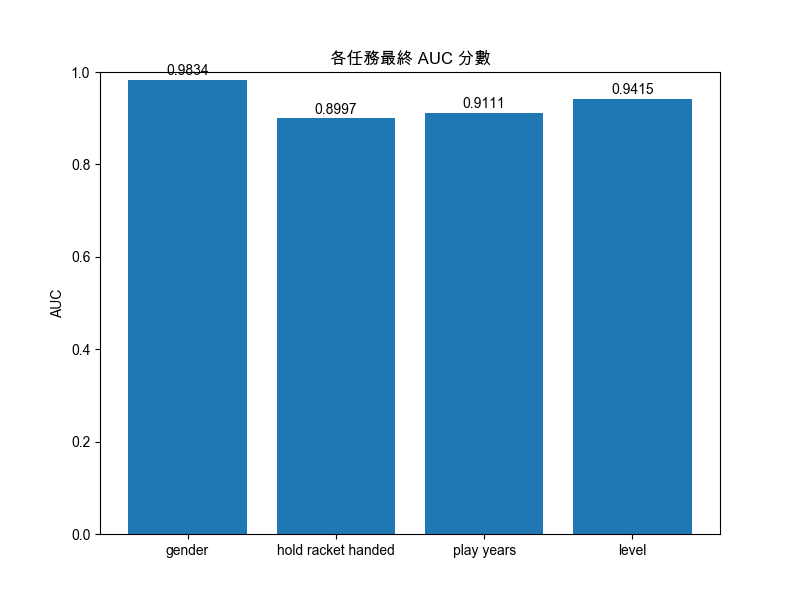 各任務最終 AUC 分數
0.9834
0.8997
0.9111
0.9415
1.0
0.8
0.6
0.4
0.2
0.0
AUC
gender
hold racket handed
play years
level